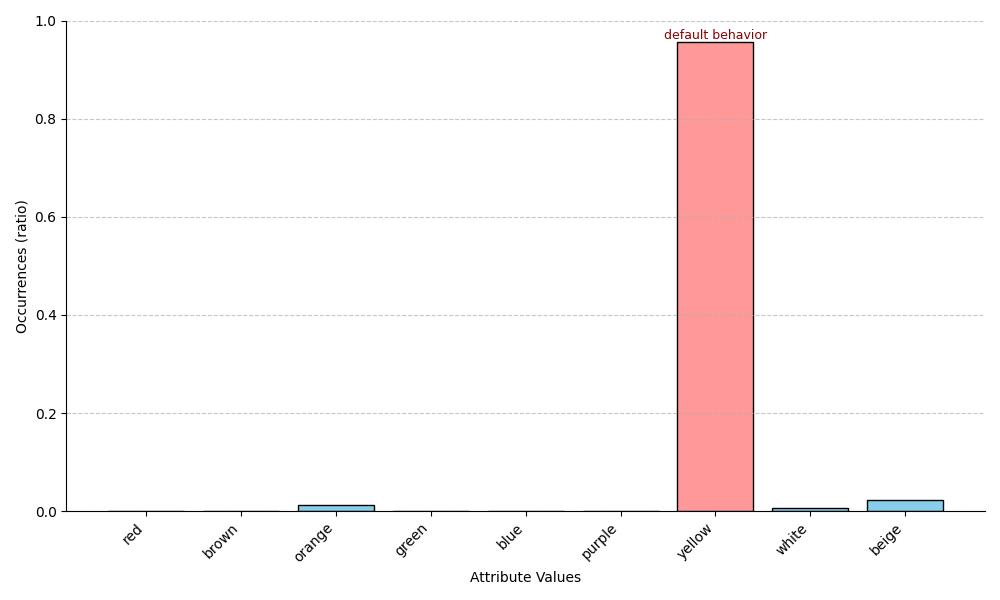 default behavior
1.0
0.8
0.6
0.4
0.2
0.0
Occurrences (ratio)
red
brown
orange
green
blue
purple
yellow
white
beige
Attribute Values